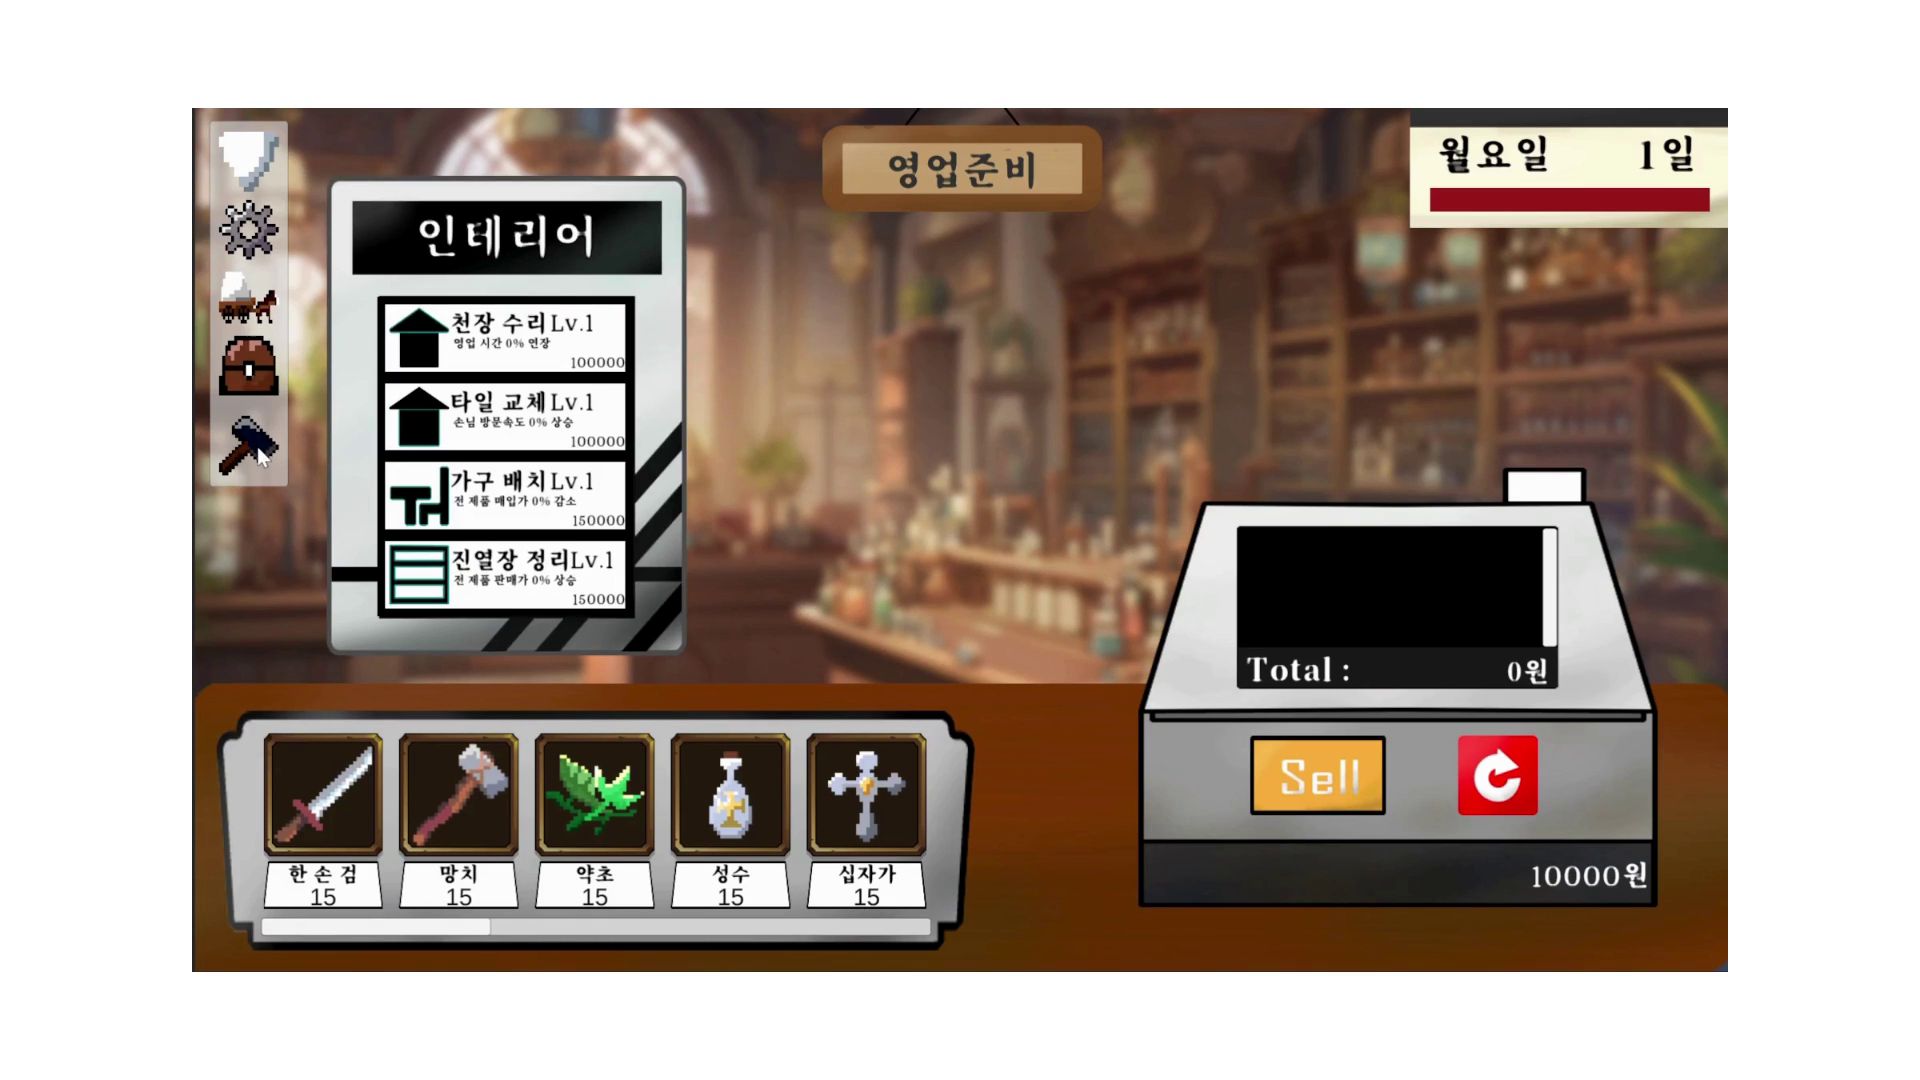 영업준비
월요일 1일
인테리어
천장 수리Lv.1
영업 시간 0% 연장
100000
타일 교체Lv.1
손님 방문속도 0% 상승
100000
가구 배치Lv.1
전 제품 매입가 0% 감소
150000
진열장 정리Lv.1
전 제품 판매가 0% 상승
150000
Total : 0원
Sell
10000원
한 손 검
15
망치
15
약초
15
성수
15
십자가
15